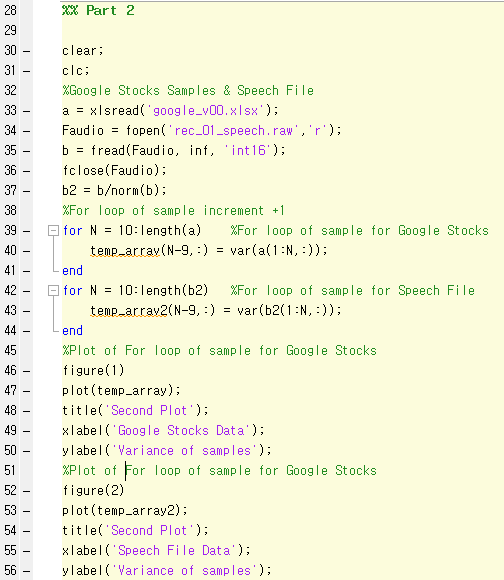 28 %% Part 2
29
30 – clear;
31 – clc;
32 %Google Stocks Samples & Speech File
33 – a = xlsread('google_v00.xlsx');
34 – Faudio = fopen('rec_01_speech.raw','r');
35 – b = fread(Faudio, inf, 'int16');
36 – fclose(Faudio);
37 – b2 = b/norm(b);
38 %For loop of sample increment +1
39 – for N = 10:length(a) %For loop of sample for Google Stocks
40 – temp_array(N-9,:) = var(a(1:N,:));
41 – end
42 – for N = 10:length(b2) %For loop of sample for Speech File
43 – temp_array2(N-9,:) = var(b2(1:N,:));
44 – end
45 %Plot of For loop of sample for Google Stocks
46 – figure(1)
47 – plot(temp_array);
48 – title('Second Plot');
49 – xlabel('Google Stocks Data');
50 – ylabel('Variance of samples');
51 %Plot of For loop of sample for Google Stocks
52 – figure(2)
53 – plot(temp_array2);
54 – title('Second Plot');
55 – xlabel('Speech File Data');
56 – ylabel('Variance of samples');